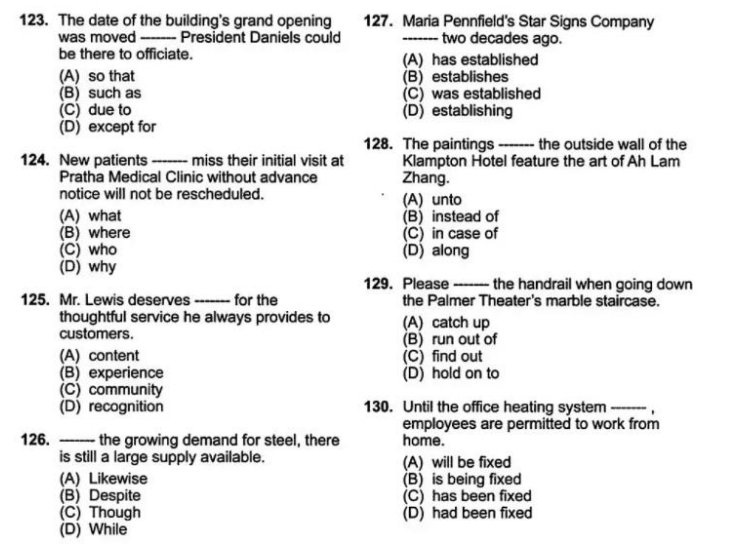 123. The date of the building's grand opening
was moved ------- President Daniels could
be there to officiate.
(A) so that
(B) such as
(C) due to
(D) except for
124. New patients ------- miss their initial visit at
Pratha Medical Clinic without advance
notice will not be rescheduled.
(A) what
(B) where
(C) who
(D) why
125. Mr. Lewis deserves ------- for the
thoughtful service he always provides to
customers.
(A) content
(B) experience
(C) community
(D) recognition
126. ------- the growing demand for steel, there
is still a large supply available.
(A) Likewise
(B) Despite
(C) Though
(D) While
127. Maria Pennfield's Star Signs Company
------- two decades ago.
(A) has established
(B) establishes
(C) was established
(D) establishing
128. The paintings ------- the outside wall of the
Klampton Hotel feature the art of Ah Lam
Zhang.
(A) unto
(B) instead of
(C) in case of
(D) along
129. Please ------- the handrail when going down
the Palmer Theater's marble staircase.
(A) catch up
(B) run out of
(C) find out
(D) hold on to
130. Until the office heating system ------- ,
employees are permitted to work from
home.
(A) will be fixed
(B) is being fixed
(C) has been fixed
(D) had been fixed